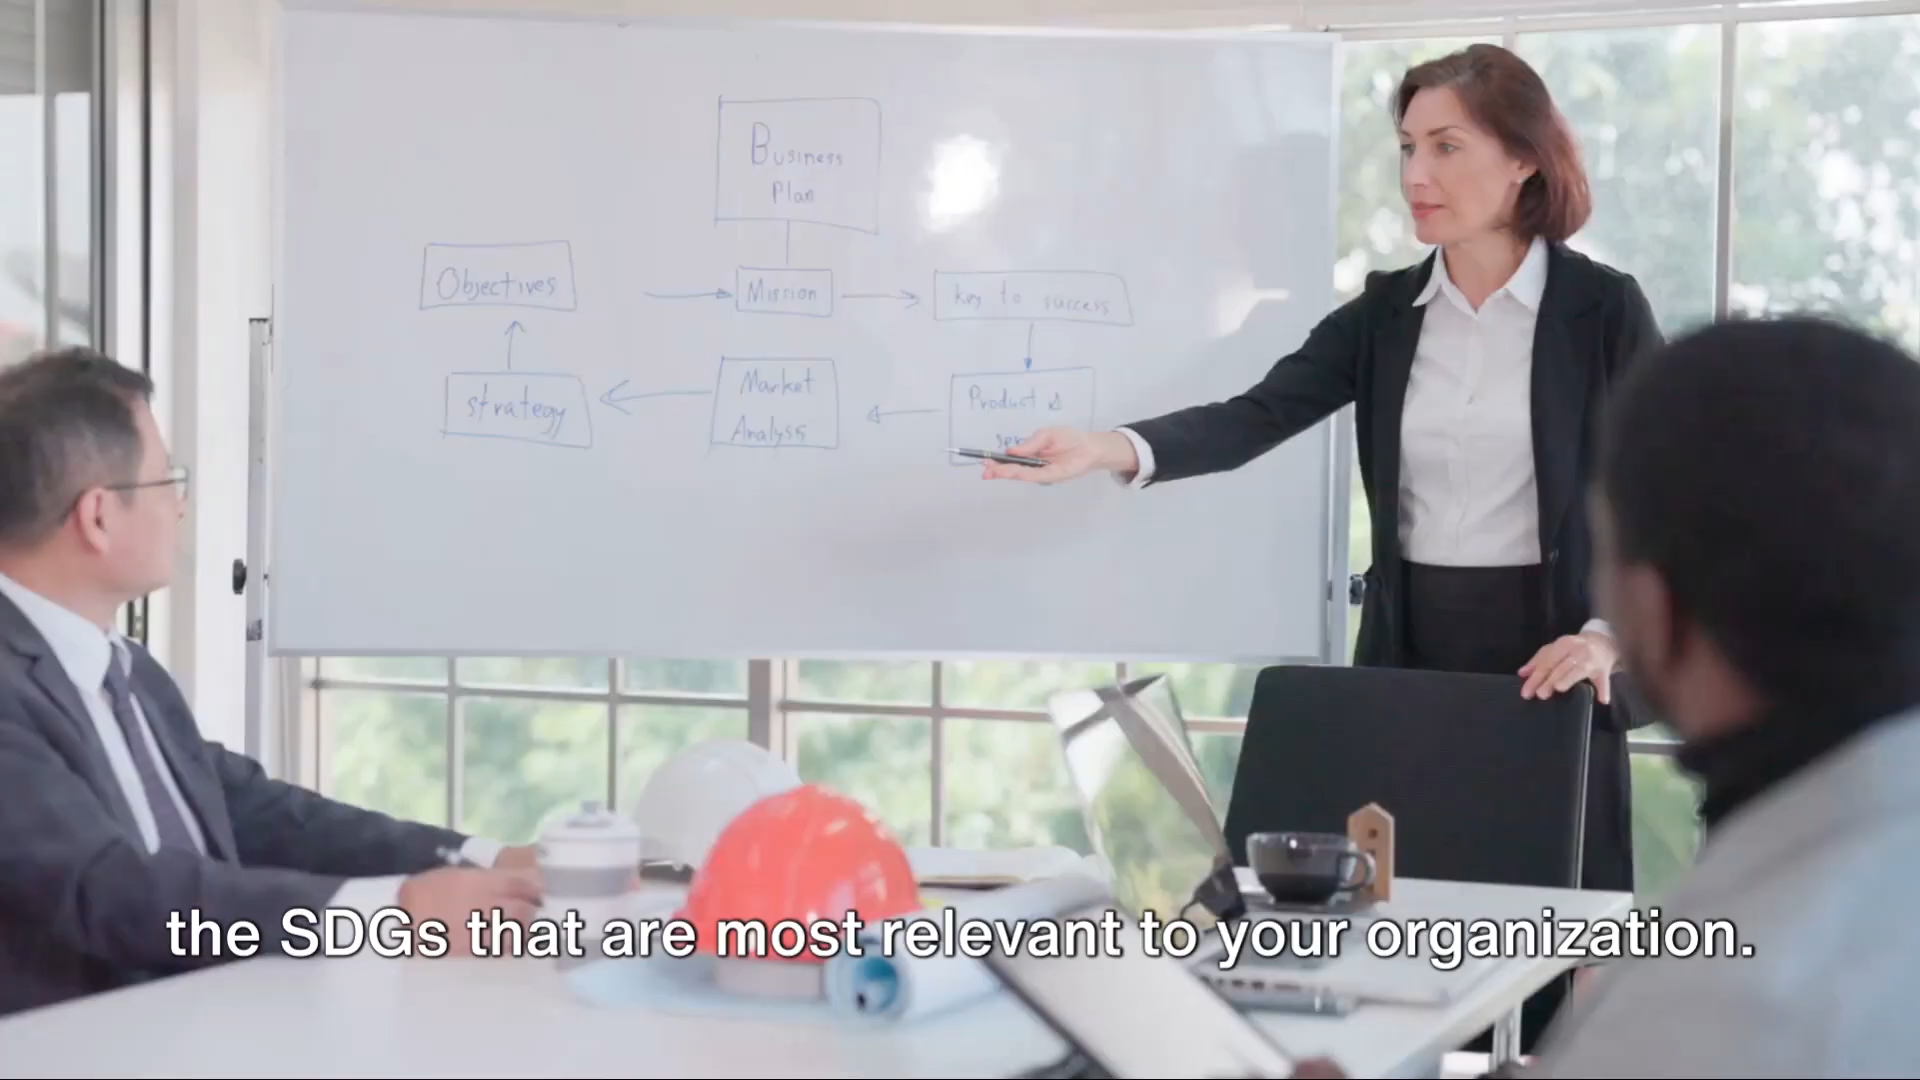 Business
Plan
Objectives
Mission
key to success
strategy
Market
Analysis
Product &
the SDGs that are most relevant to your organization.